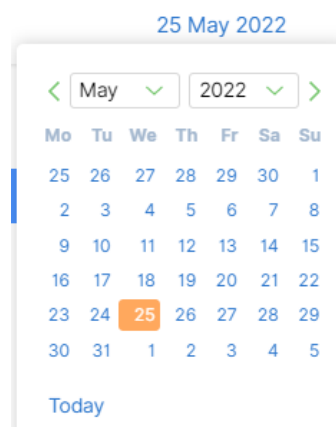 25 May 2022
May 2022
Mo Tu We Th Fr Sa Su
25 26 27 28 29 30 1
2 3 4 5 6 7 8
9 10 11 12 13 14 15
16 17 18 19 20 21 22
23 24 25 26 27 28 29
30 31 1 2 3 4 5
Today